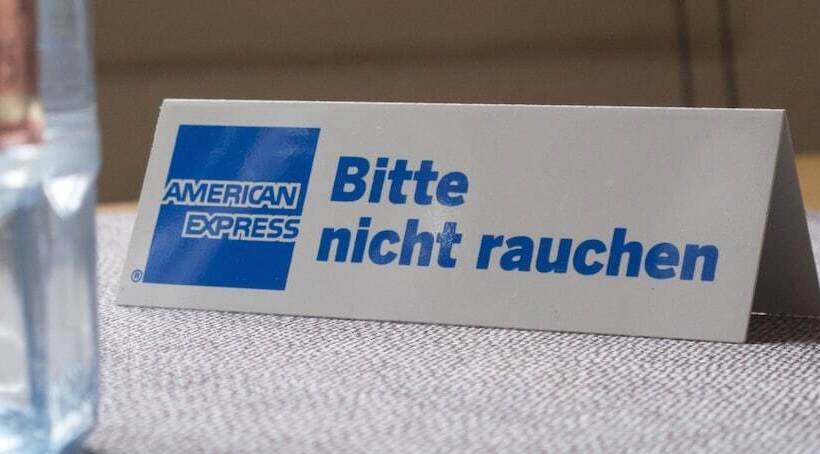 AMERICAN
EXPRESS
®
Bitte
nicht rauchen